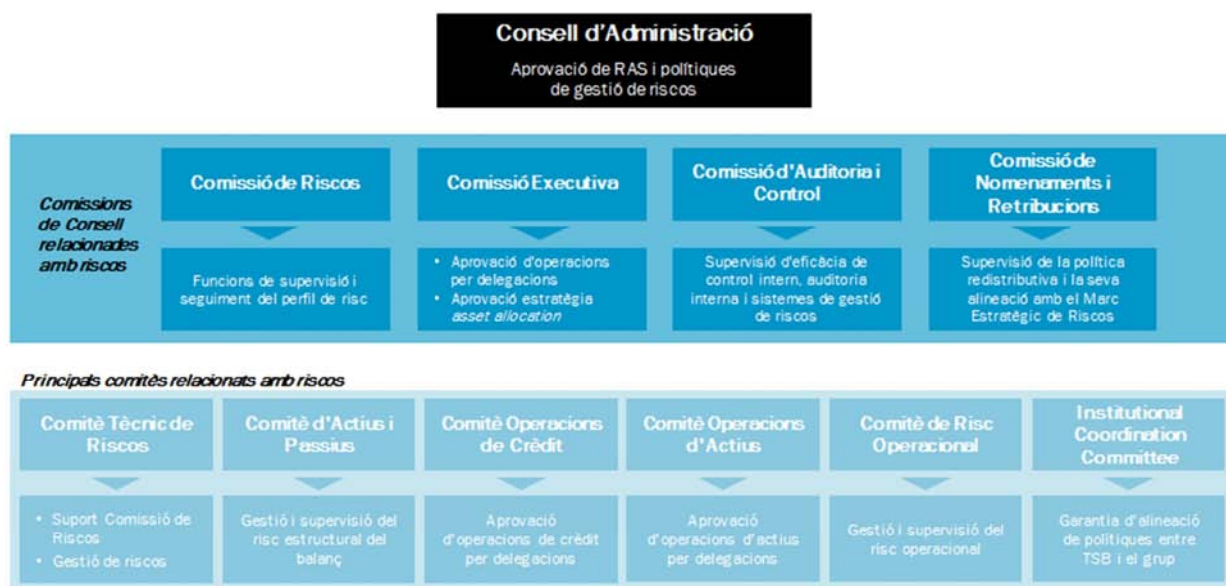 Consell d'Administració
Aprovació de RAS i polítiques
de gestió de riscos
Comissions
de Consell
relacionades
amb riscos
Comissió de Riscos
Funcions de supervisió i
seguiment del perfil de risc
Comissió Executiva
• Aprovació d'operacions
per delegacions
• Aprovació estratègia
asset allocation
Comissió d'Auditoria i
Control
Supervisió d'eficàcia de
control intern, auditoria
interna i sistemes de gestió
de riscos
Comissió de
Nomenaments i
Retribucions
Supervisió de la política
redistributiva i la seva
alineació amb el Marc
Estratègic de Riscos
Principals comitès relacionats amb riscos
Comitè Tècnic de
Riscos
• Suport Comissió de
Riscos
• Gestió de riscos
Comitè d'Actius i
Passius
Gestió i supervisió del
risc estructural del
balanç
Comitè Operacions
de Crèdit
Aprovació
d'operacions de crèdit
per delegacions
Comitè Operacions
d'Actius
Aprovació
d'operacions d'actius
per delegacions
Comitè de Risc
Operacional
Gestió i supervisió del
risc operacional
Institutional
Coordination
Committee
Garantia d'alineació
de polítiques entre
TSB i el grup